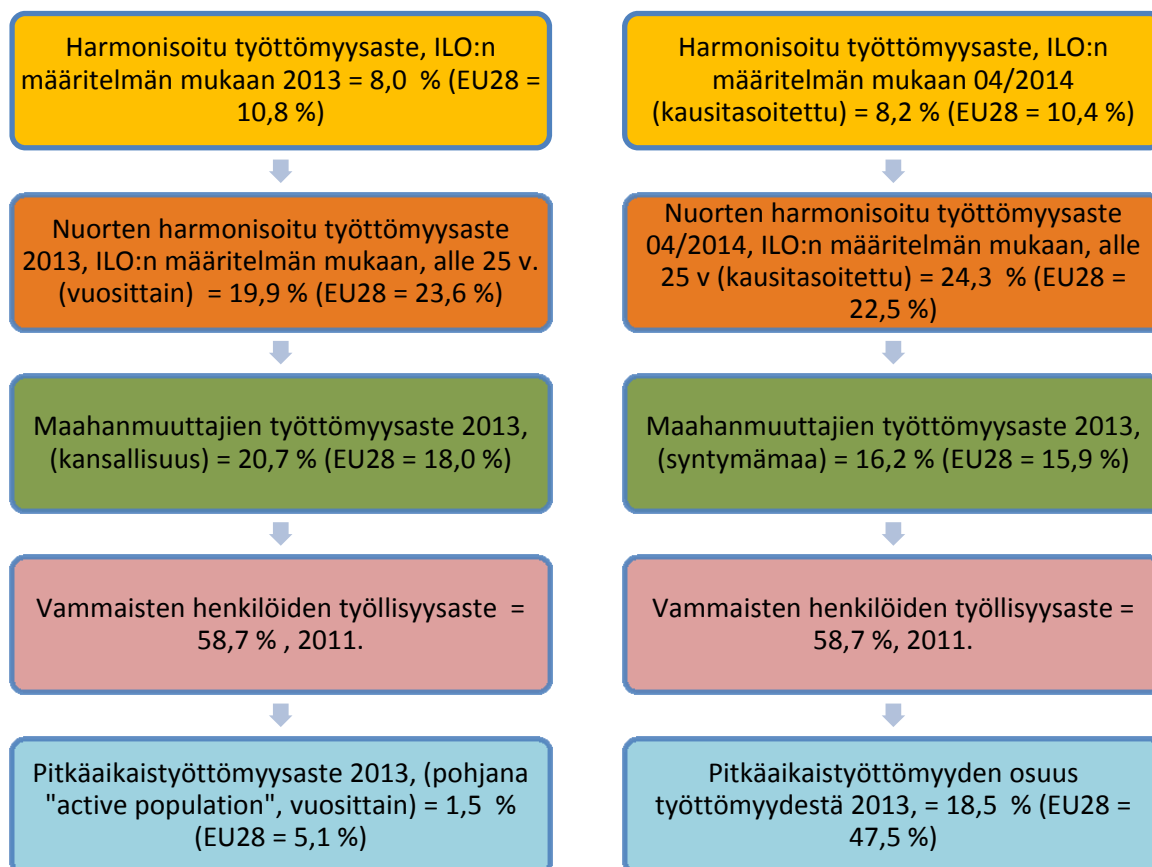 Harmonisoitu työttömyysaste, ILO:n
määritelmän mukaan 2013 = 8,0 % (EU28 =
10,8 %)
Harmonisoitu työttömyysaste, ILO:n
määritelmän mukaan 04/2014
(kausitasoitettu) = 8,2 % (EU28 = 10,4 %)
Nuorten harmonisoitu työttömyysaste
2013, ILO:n määritelmän mukaan, alle 25 v.
(vuosittain) = 19,9 % (EU28 = 23,6 %)
Nuorten harmonisoitu työttömyysaste
04/2014, ILO:n määritelmän mukaan, alle
25 v (kausitasoitettu) = 24,3 % (EU28 =
22,5 %)
Maahanmuuttajien työttömyysaste 2013,
(kansallisuus) = 20,7 % (EU28 = 18,0 %)
Maahanmuuttajien työttömyysaste 2013,
(syntymämaa) = 16,2 % (EU28 = 15,9 %)
Vammaisten henkilöiden työllisyysaste =
58,7 % , 2011.
Vammaisten henkilöiden työllisyysaste =
58,7 %, 2011.
Pitkäaikaistyöttömyysaste 2013, (pohjana
"active population", vuosittain) = 1,5 %
(EU28 = 5,1 %)
Pitkäaikaistyöttömyyden osuus
työttömyydestä 2013, = 18,5 % (EU28 =
47,5 %)